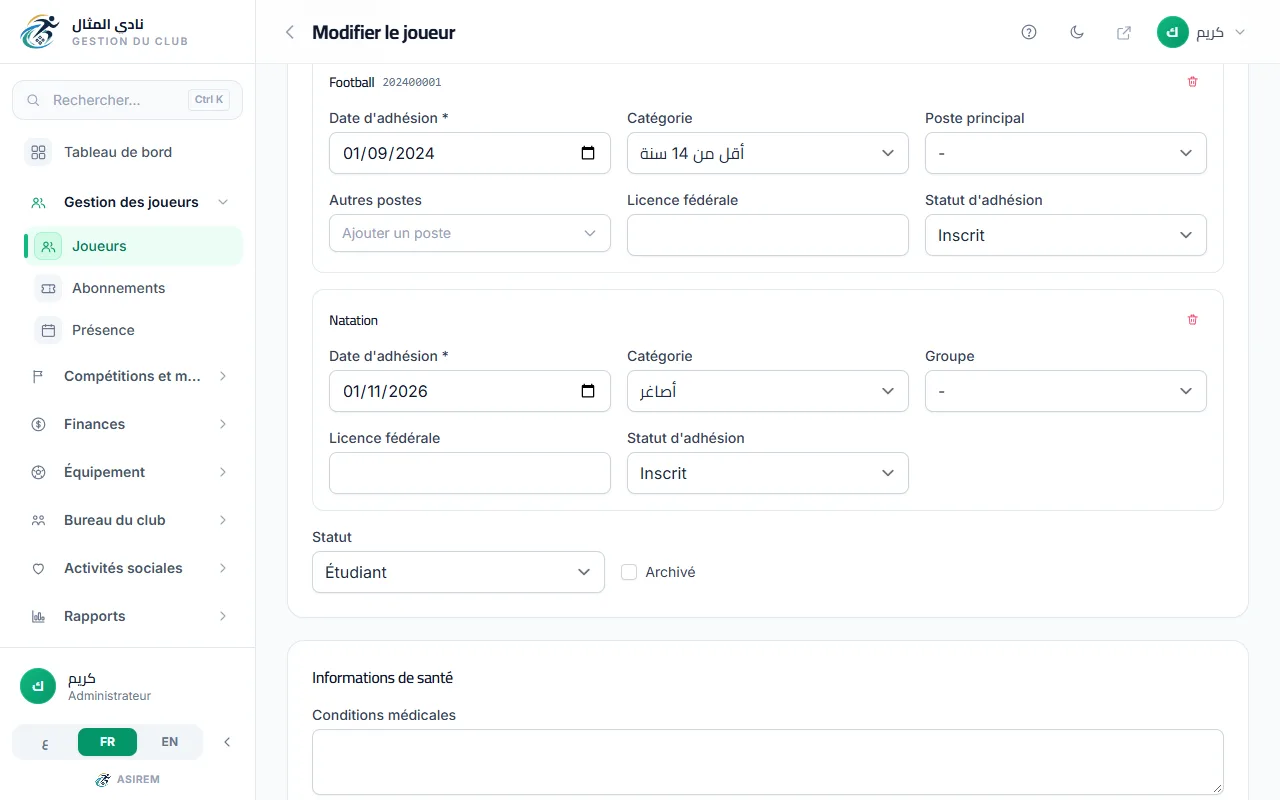 نادي المثال
GESTION DU CLUB
Rechercher...
Ctrl K
Tableau de bord
Gestion des joueurs
Joueurs
Abonnements
Présence
Compétitions et m...
Finances
Équipement
Bureau du club
Activités sociales
Rapports
ك
كريم
Administrateur
ع
FR
EN
ASIREM
Modifier le joueur
ك
كريم
Football 202400001
Date d'adhésion *
Catégorie
Poste principal
01/09/2024
أقل من 14 سنة
-
Autres postes
Licence fédérale
Statut d'adhésion
Ajouter un poste
Inscrit
Natation
Date d'adhésion *
Catégorie
Groupe
01/11/2026
أصاغر
-
Licence fédérale
Statut d'adhésion
Inscrit
Statut
Étudiant
Archivé
Informations de santé
Conditions médicales